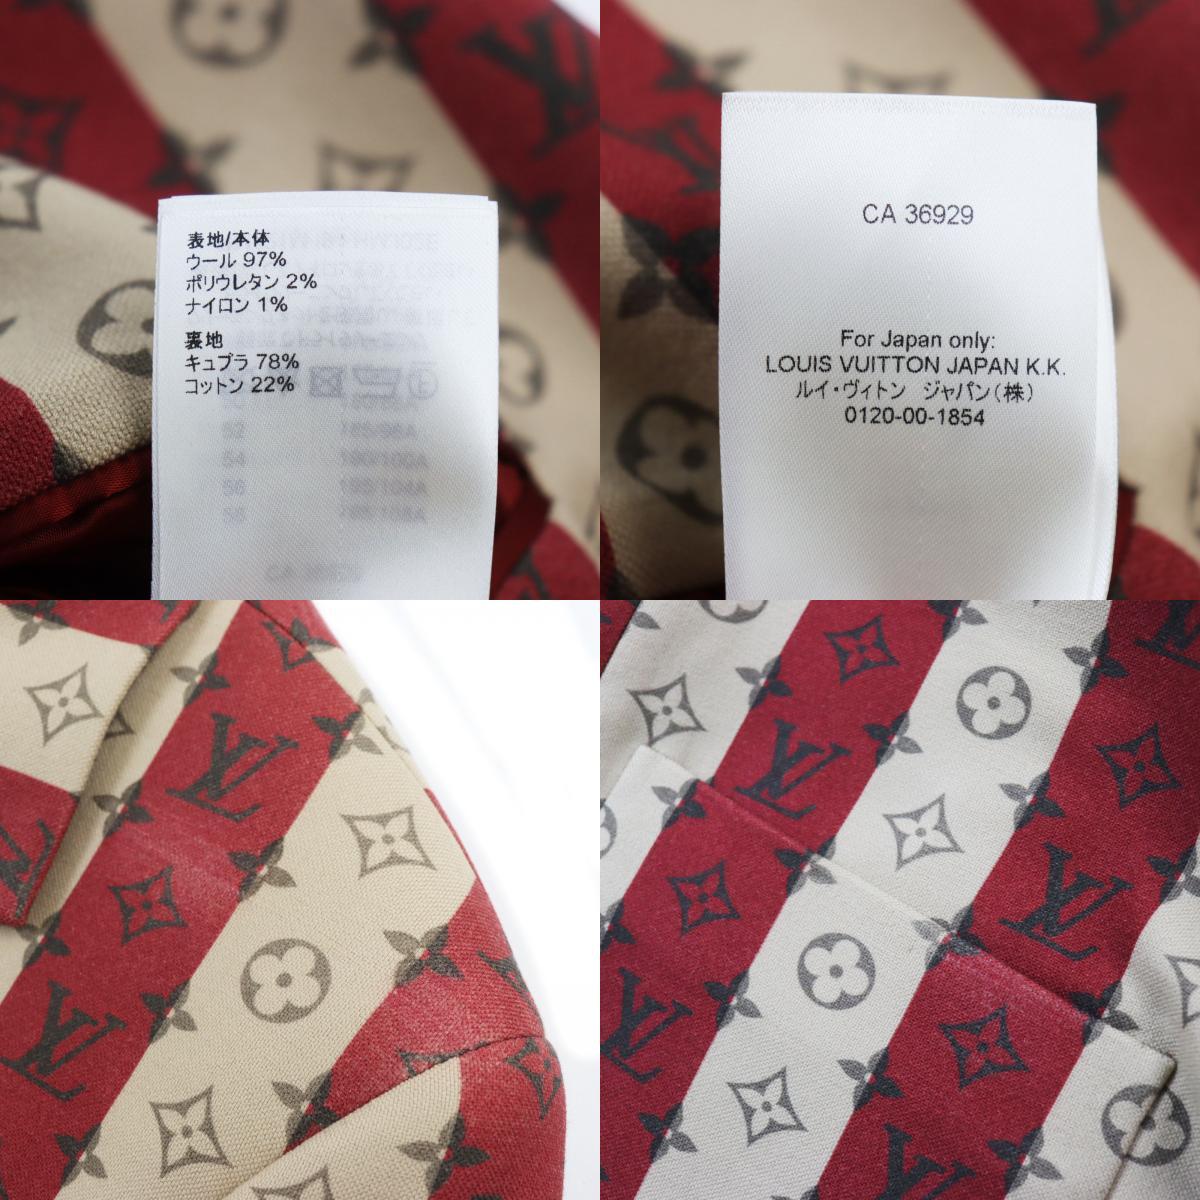 表地/本体
ウール 97%
ポリウレタン 2%
ナイロン 1%
裏地
キュプラ 78%
コットン 22%
CA 36929
For Japan only:
LOUIS VUITTON JAPAN K.K.
ルイ・ヴィトン ジャパン(株)
0120-00-1854